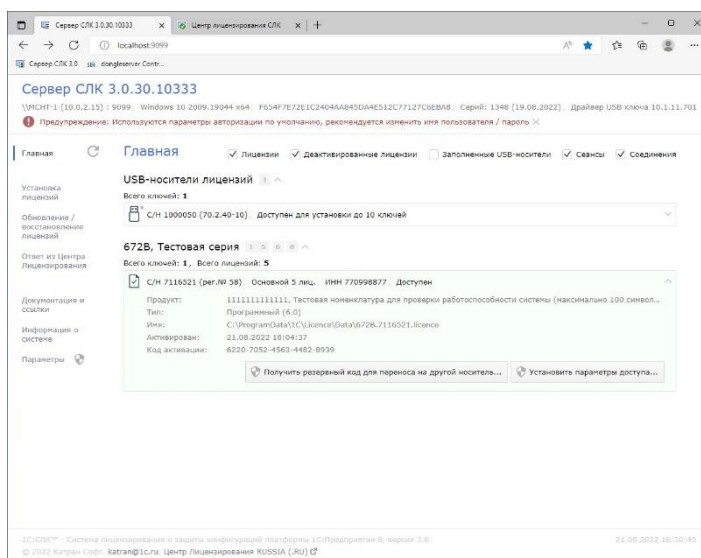 Сервер СЛК 3.0.30.10333
Центр лицензирования СЛК
localhost:9099
Сервер СЛК 3.0
dongleserver Contr...
Сервер СЛК 3.0.30.10333
\\MCHT-1 (10.0.2.15) : 9099, Windows 10 2009.19044 x64, F654F7E72E1C2404AA845DA4E512C77127C6EBA8, Серий: 1348 (19.08.2022), Драйвер USB ключа 10.1.11.701
Предупреждение: Используются параметры авторизации по умолчанию, рекомендуется изменить имя пользователя / пароль
Главная
Установка лицензий
Обновление / восстановление лицензий
Ответ из Центра Лицензирования
Документация и ссылки
Информация о системе
Параметры
Главная
Лицензии
Деактивированные лицензии
Заполненные USB-носители
Сеансы
Соединения
USB-носители лицензий 1
Всего ключей: 1
С/Н 1000050 (70.2.40-10), Доступен для установки до 10 ключей
672B, Тестовая серия 1 5 0 0
Всего ключей: 1, Всего лицензий: 5
С/Н 7116521 (рег.№ 58), Основной 5 лиц., ИНН 770998877, Доступен
Продукт: 1111111111111, Тестовая номенклатура для проверки работоспособности системы (максимально 100 символ...
Тип: Программный (6.0)
Имя: C:\ProgramData\1C\Licence\Data\672B.7116521.licence
Активирован: 21.08.2022 18:04:37
Код активации: 6220-7052-4563-4482-8939
Получить резервный код для переноса на другой носитель...
Установить параметры доступа...
1С:СЛК™ - Система лицензирования и защиты конфигураций платформы 1С:Предприятие 8, версия 3.0
21.08.2022 18:30:40
© 2022 Катран Софт, katran@1c.ru, Центр Лицензирования RUSSIA (.RU)